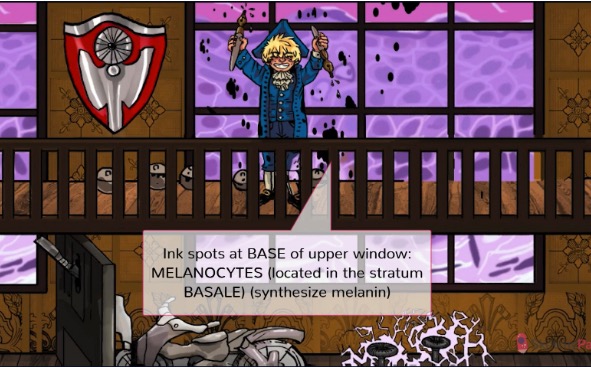 Ink spots at BASE of upper window:
MELANOCYTES (located in the stratum
BASALE) (synthesize melanin)